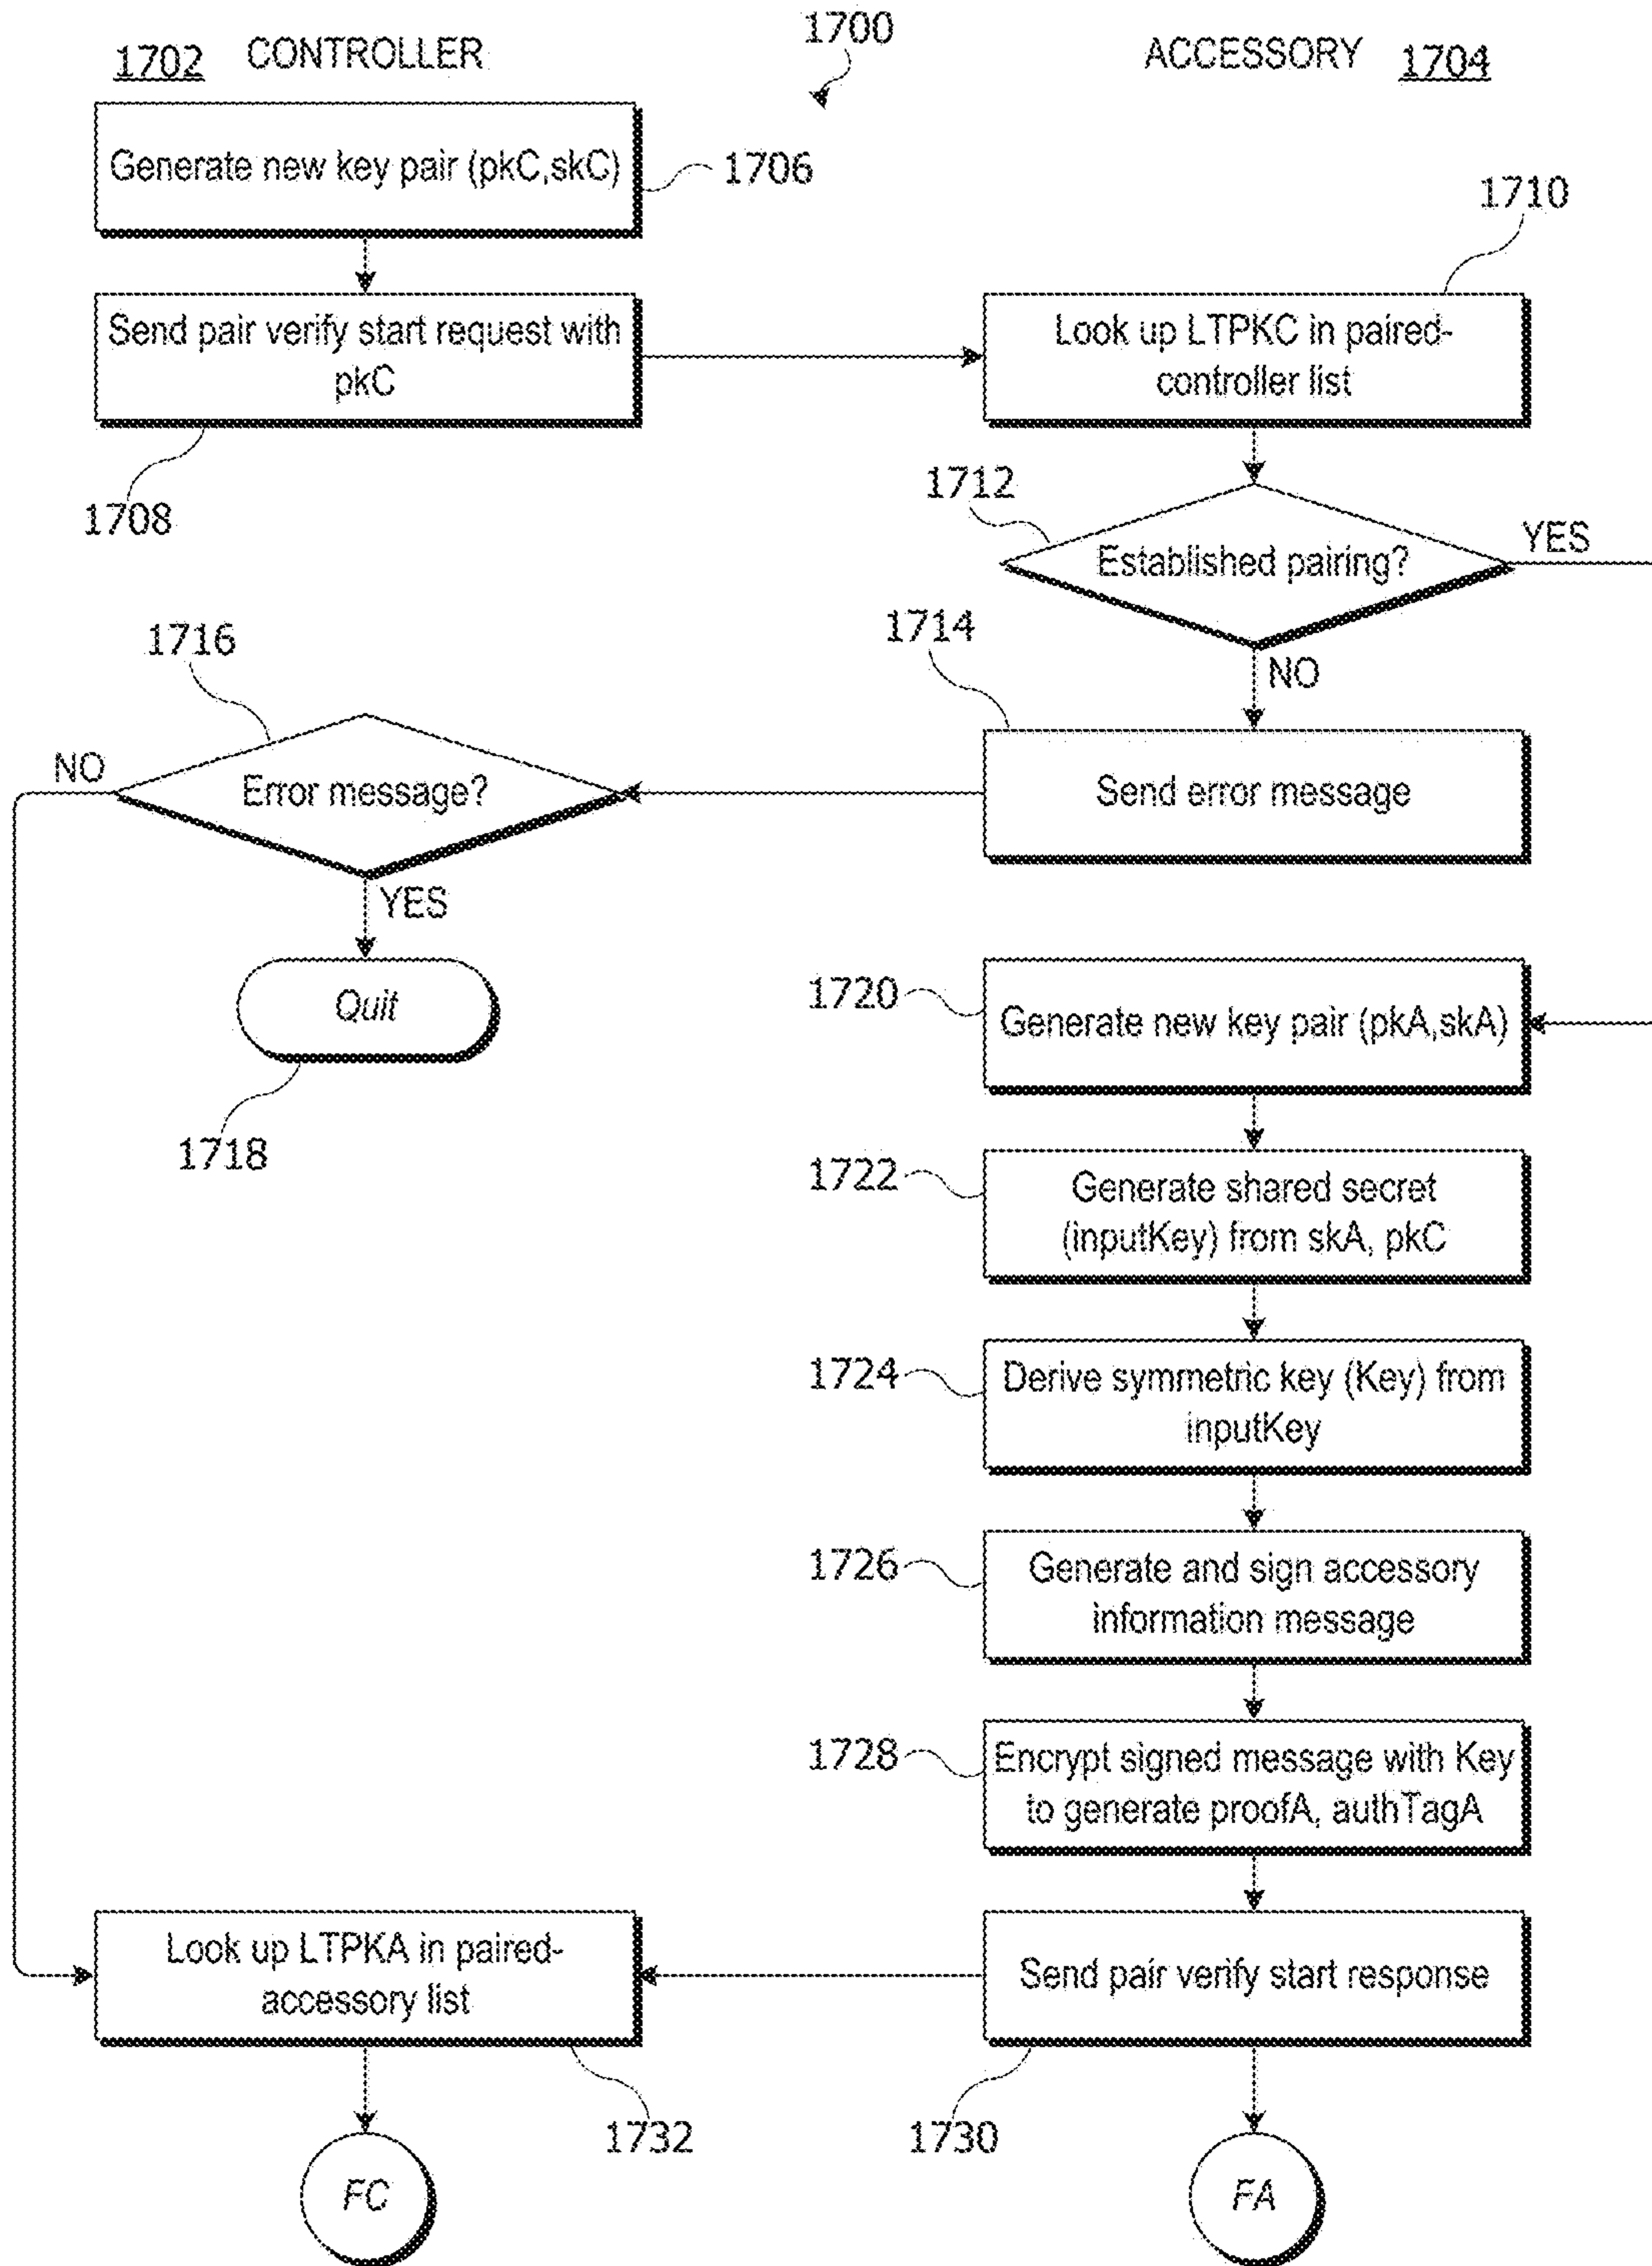 1700
1702 CONTROLLER
ACCESSORY 1704
Generate new key pair (pkC,skC)
1706
1710
Send pair verify start request with
pkC
1708
Look up LTPKC in paired-
controller list
1712
Established pairing?
YES
NO
1714
Send error message
1716
Error message?
NO
YES
Quit
1718
1720
Generate new key pair (pkA,skA)
1722
Generate shared secret
(inputKey) from skA, pkC
1724
Derive symmetric key (Key) from
inputKey
1726
Generate and sign accessory
information message
1728
Encrypt signed message with Key
to generate proofA, authTagA
Look up LTPKA in paired-
accessory list
1732
Send pair verify start response
1730
FC
FA